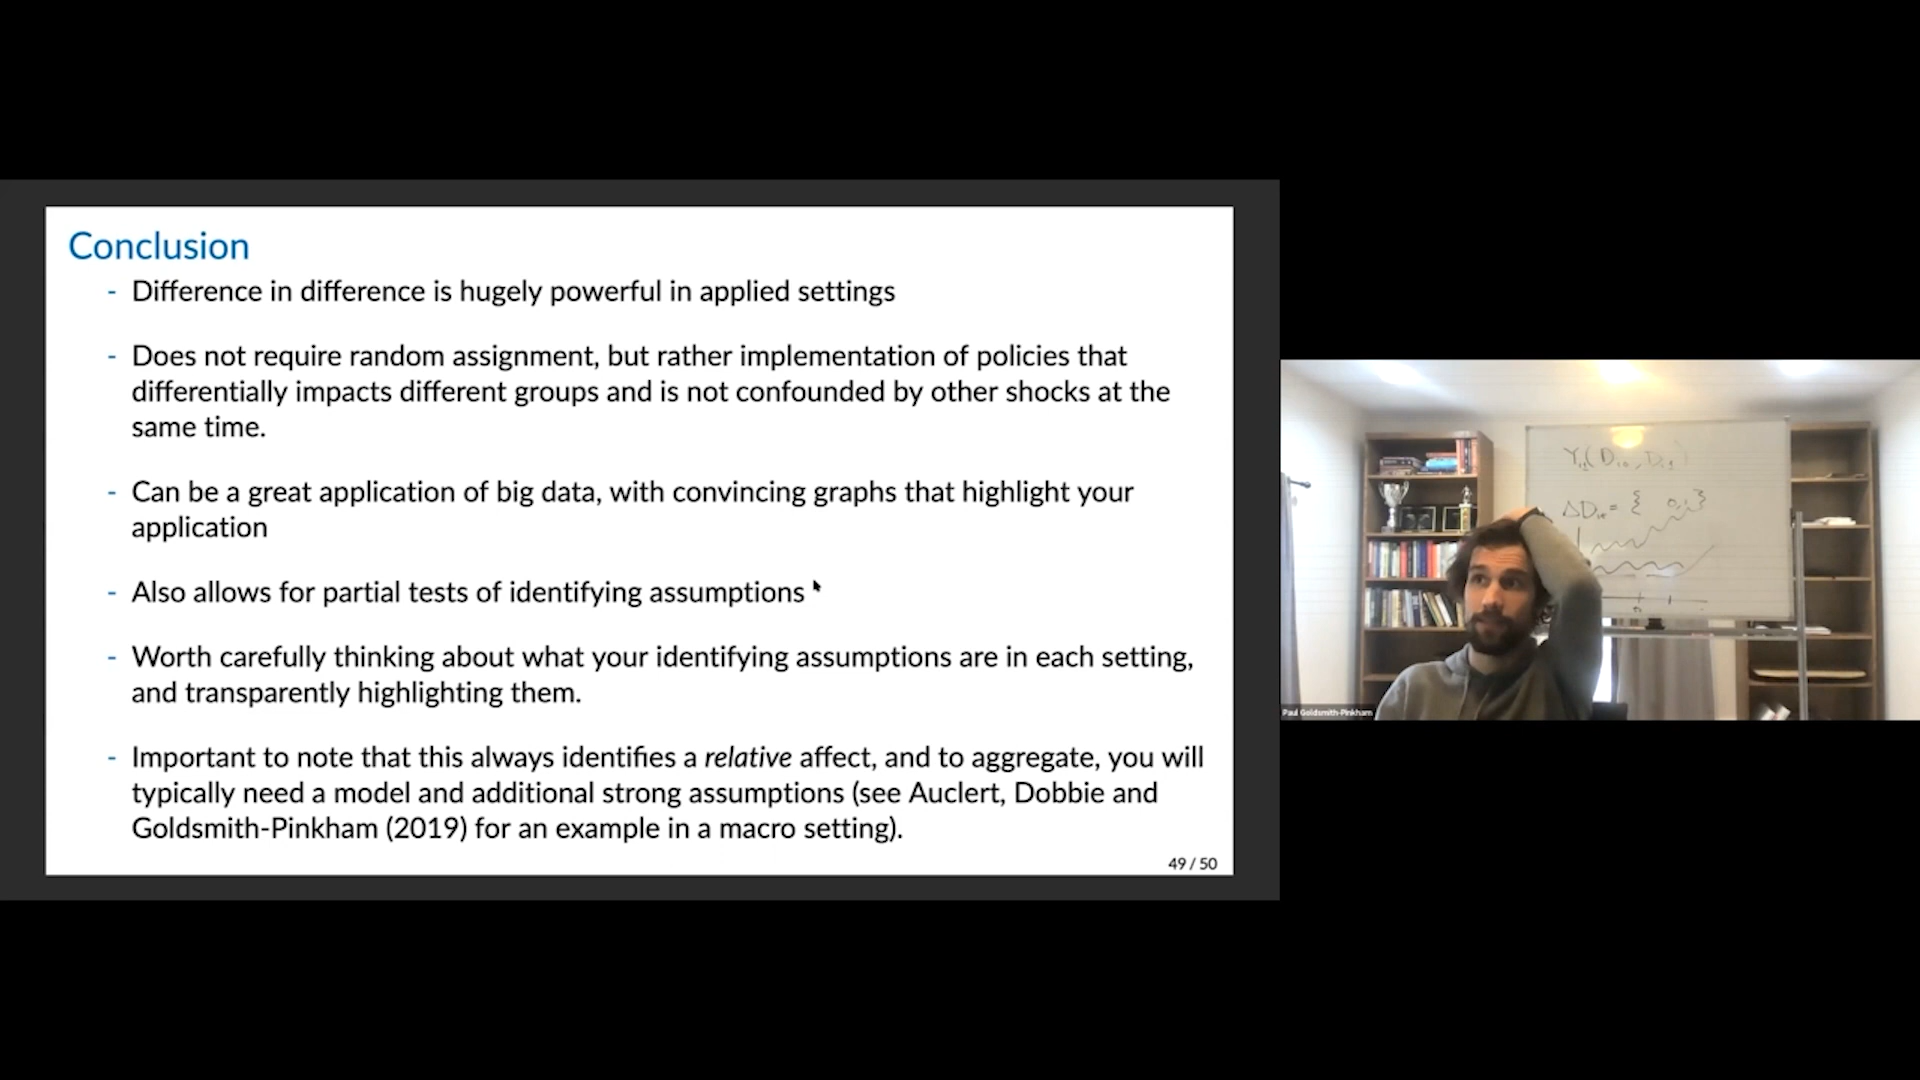 Conclusion
- Difference in difference is hugely powerful in applied settings
- Does not require random assignment, but rather implementation of policies that
differentially impacts different groups and is not confounded by other shocks at the
same time.
- Can be a great application of big data, with convincing graphs that highlight your
application
- Also allows for partial tests of identifying assumptions
- Worth carefully thinking about what your identifying assumptions are in each setting,
and transparently highlighting them.
- Important to note that this always identifies a relative affect, and to aggregate, you will
typically need a model and additional strong assumptions (see Auclert, Dobbie and
Goldsmith-Pinkham (2019) for an example in a macro setting).
49 / 50
Paul Goldsmith-Pinkham